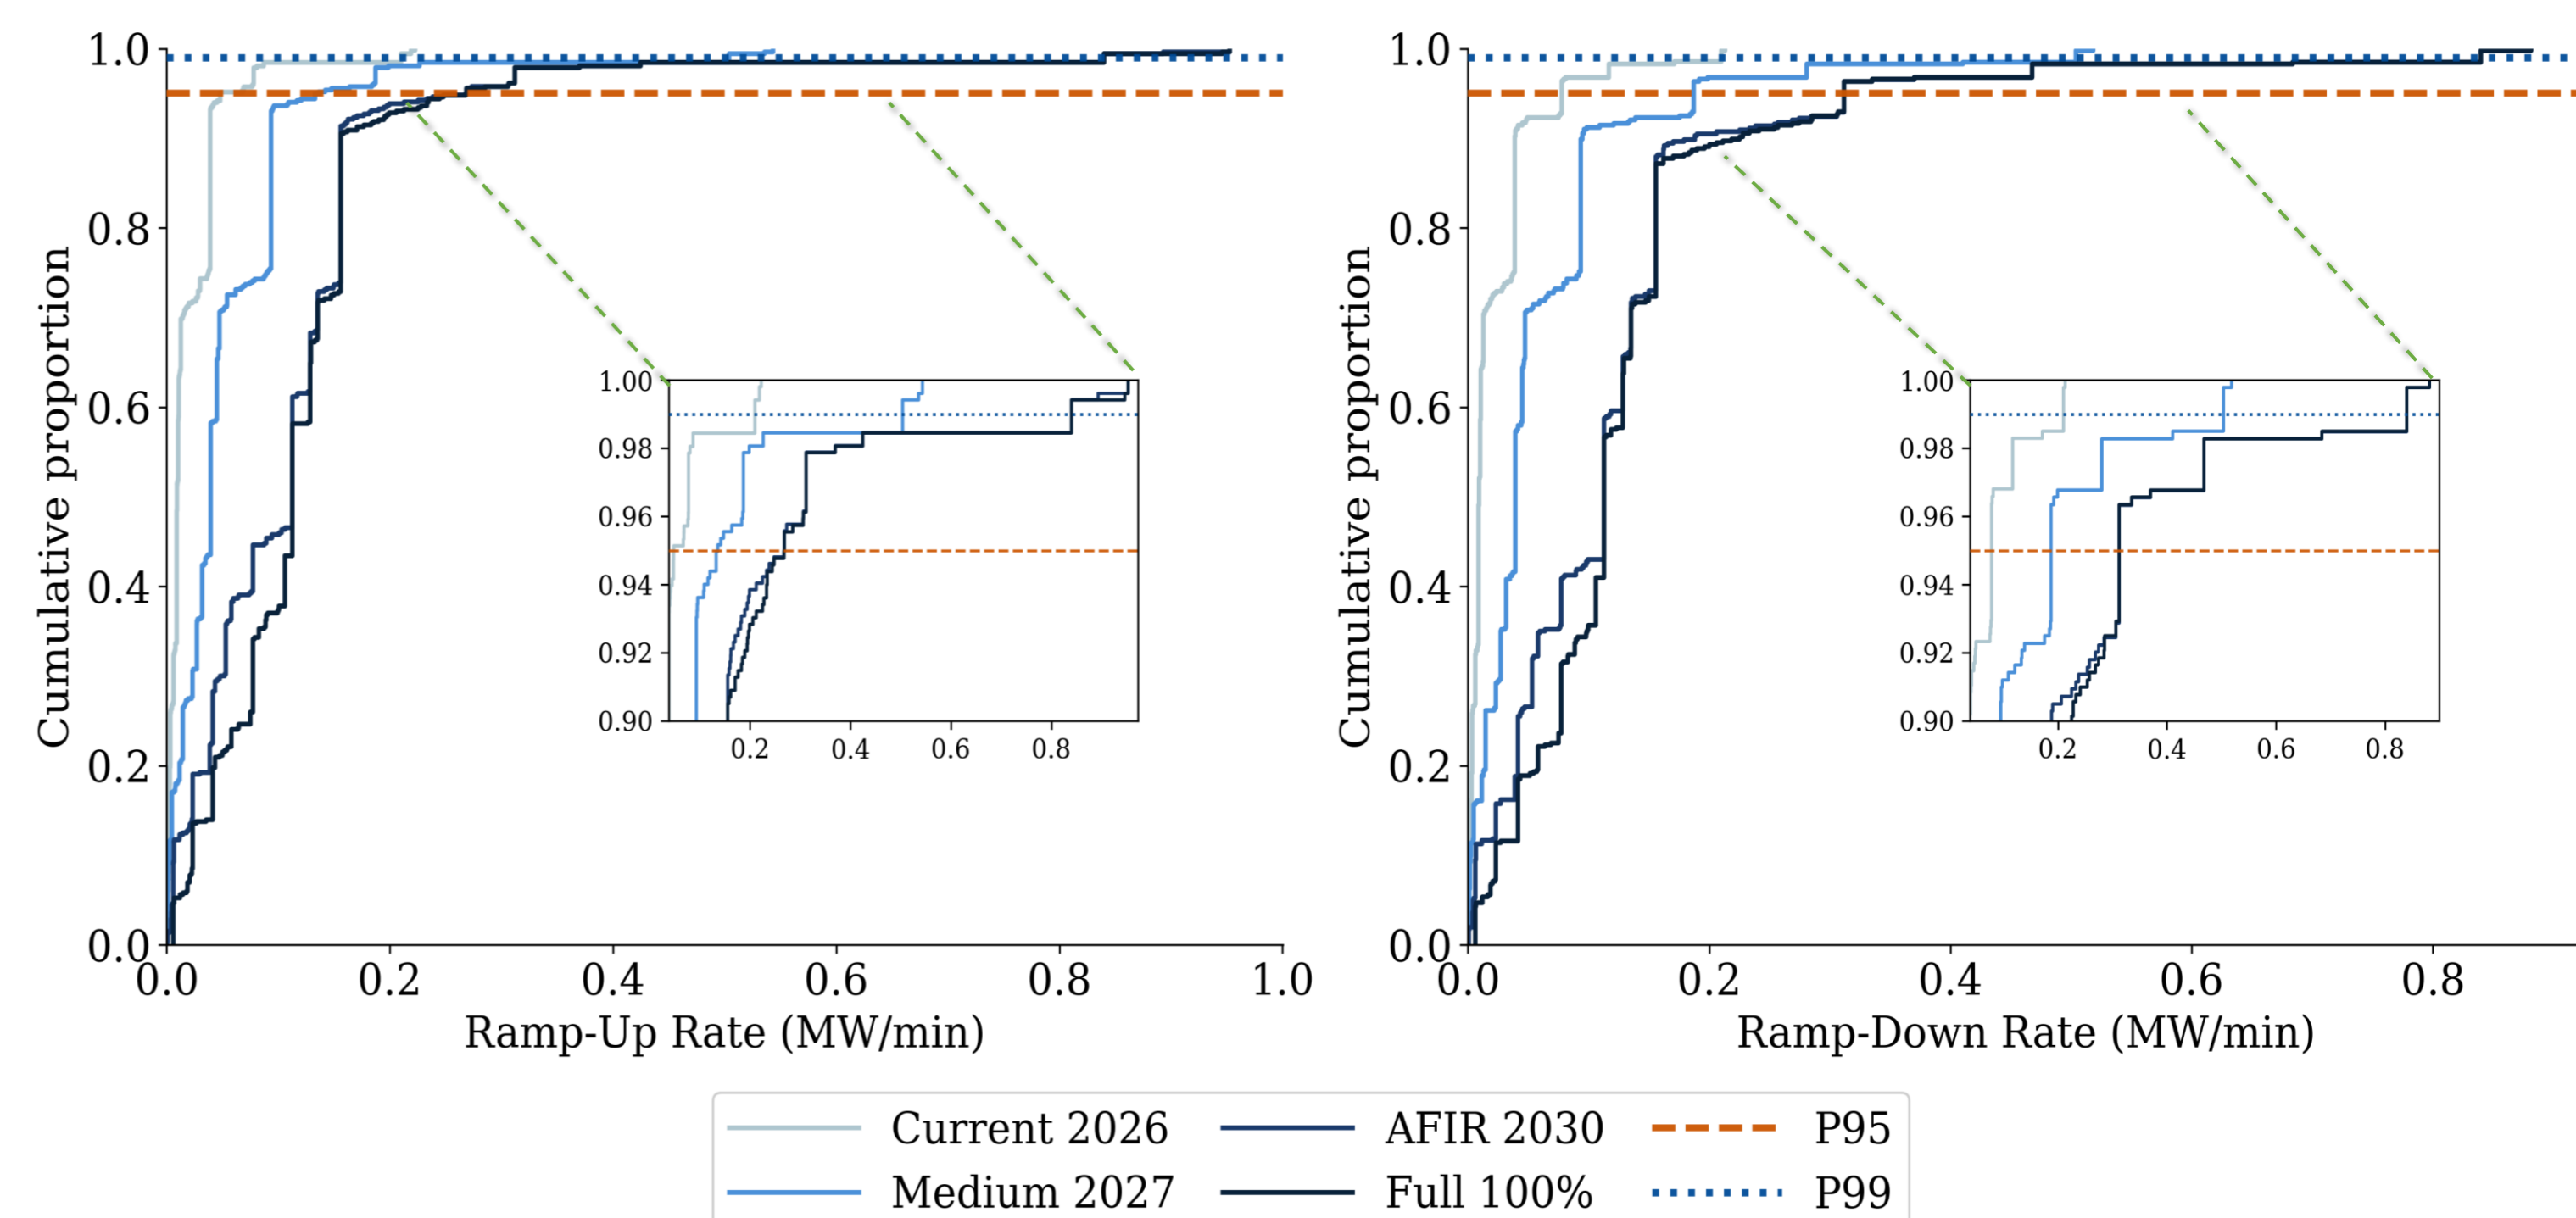 Cumulative proportion
1.0
0.8
0.6
0.4
0.2
0.0
0.0 0.2 0.4 0.6 0.8 1.0
Ramp-Up Rate (MW/min)
1.00
0.98
0.96
0.94
0.92
0.90
0.2 0.4 0.6 0.8
Cumulative proportion
1.0
0.8
0.6
0.4
0.2
0.0
0.0 0.2 0.4 0.6 0.8
Ramp-Down Rate (MW/min)
1.00
0.98
0.96
0.94
0.92
0.90
0.2 0.4 0.6 0.8
Current 2026 AFIR 2030 P95
Medium 2027 Full 100% P99